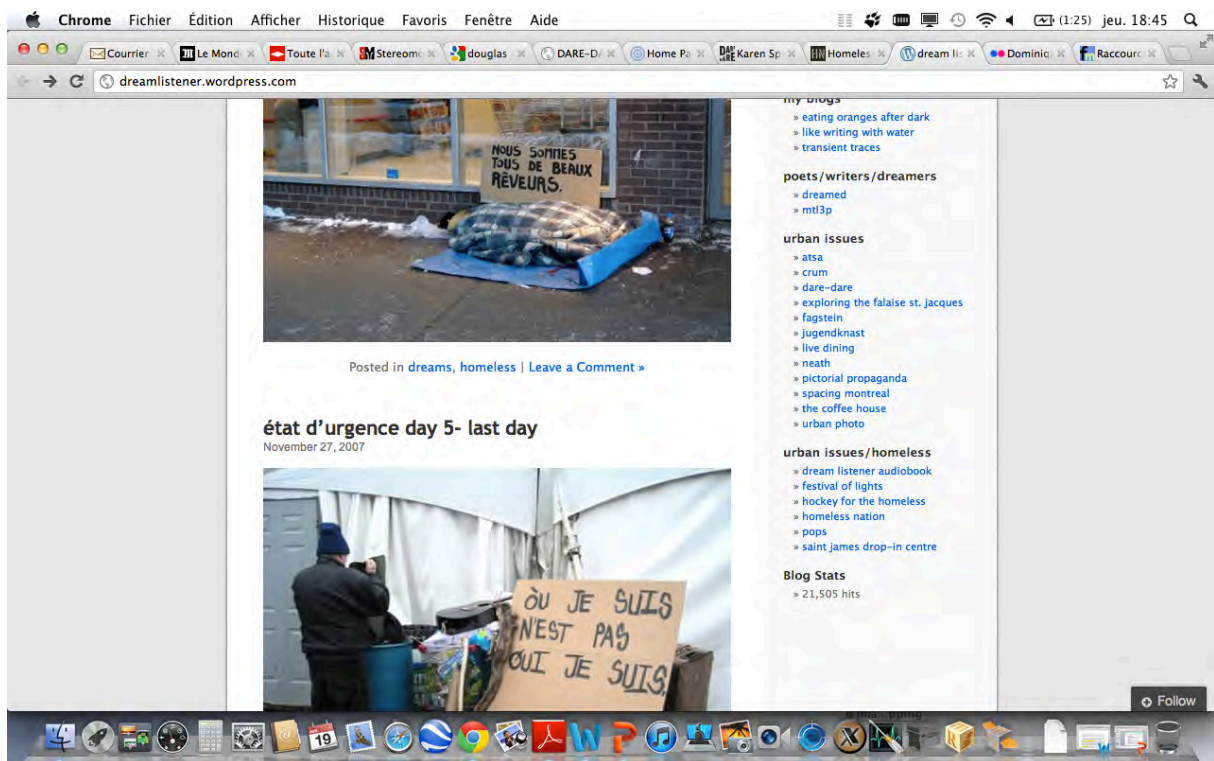 Chrome Fichier Édition Afficher Historique Favoris Fenêtre Aide (1:25) jeu. 18:45
Courrier Le Mond Toute l'a Stereomo douglas DARE-D Home Pa Karen Sp Homeles dream lis Dominiq Raccour
dreamlistener.wordpress.com
NOUS SOMMES
TOUS DE BEAUX
RÊVEURS.
Posted in dreams, homeless | Leave a Comment »
état d'urgence day 5- last day
November 27, 2007
ÒU JE SUIS
N'EST PAS
QUI JE SUIS.
my blogs
» eating oranges after dark
» like writing with water
» transient traces
poets/writers/dreamers
» dreamed
» mtl3p
urban issues
» atsa
» crum
» dare-dare
» exploring the falaise st. jacques
» fagstein
» jugendknast
» live dining
» neath
» pictorial propaganda
» spacing montreal
» the coffee house
» urban photo
urban issues/homeless
» dream listener audiobook
» festival of lights
» hockey for the homeless
» homeless nation
» pops
» saint james drop-in centre
Blog Stats
» 21,505 hits
Follow
19